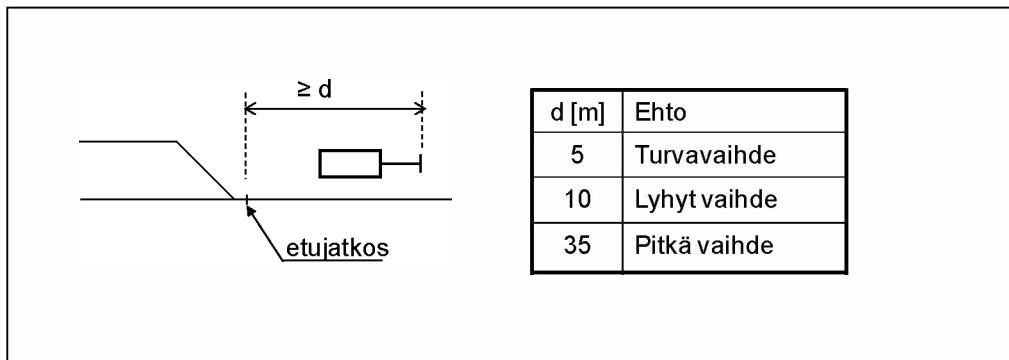 ≥ d
etujatkos
d [m] Ehto
5 Turvavaihde
10 Lyhyt vaihde
35 Pitkä vaihde